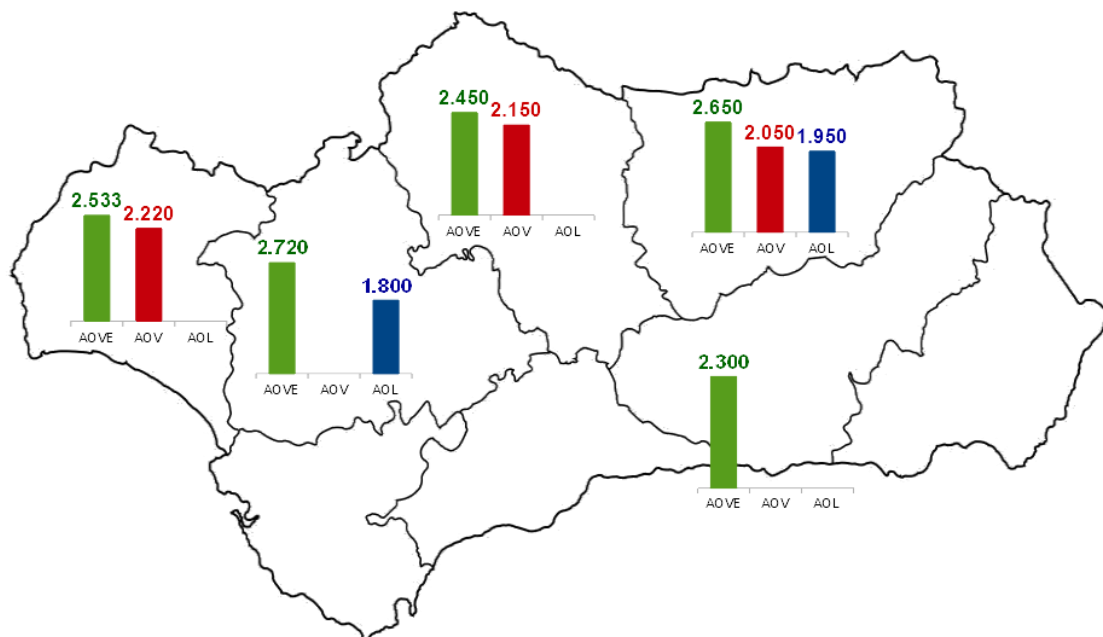 2.450
2.150
AOVE AOV AOL
2.650
2.050
1.950
AOVE AOV AOL
2.533
2.220
AOVE AOV AOL
2.720
1.800
AOVE AOV AOL
2.300
AOVE AOV AOL